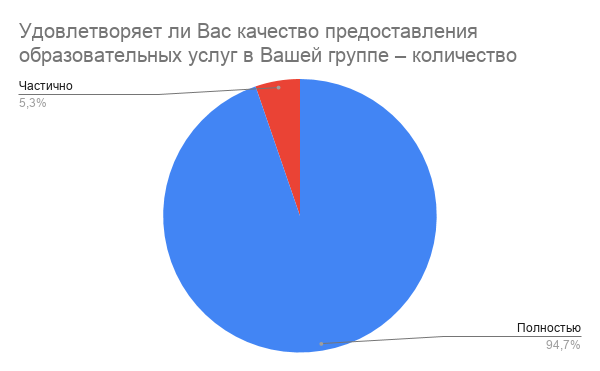 Удовлетворяет ли Вас качество предоставления
образовательных услуг в Вашей группе – количество
Частично
5,3%
Полностью
94,7%